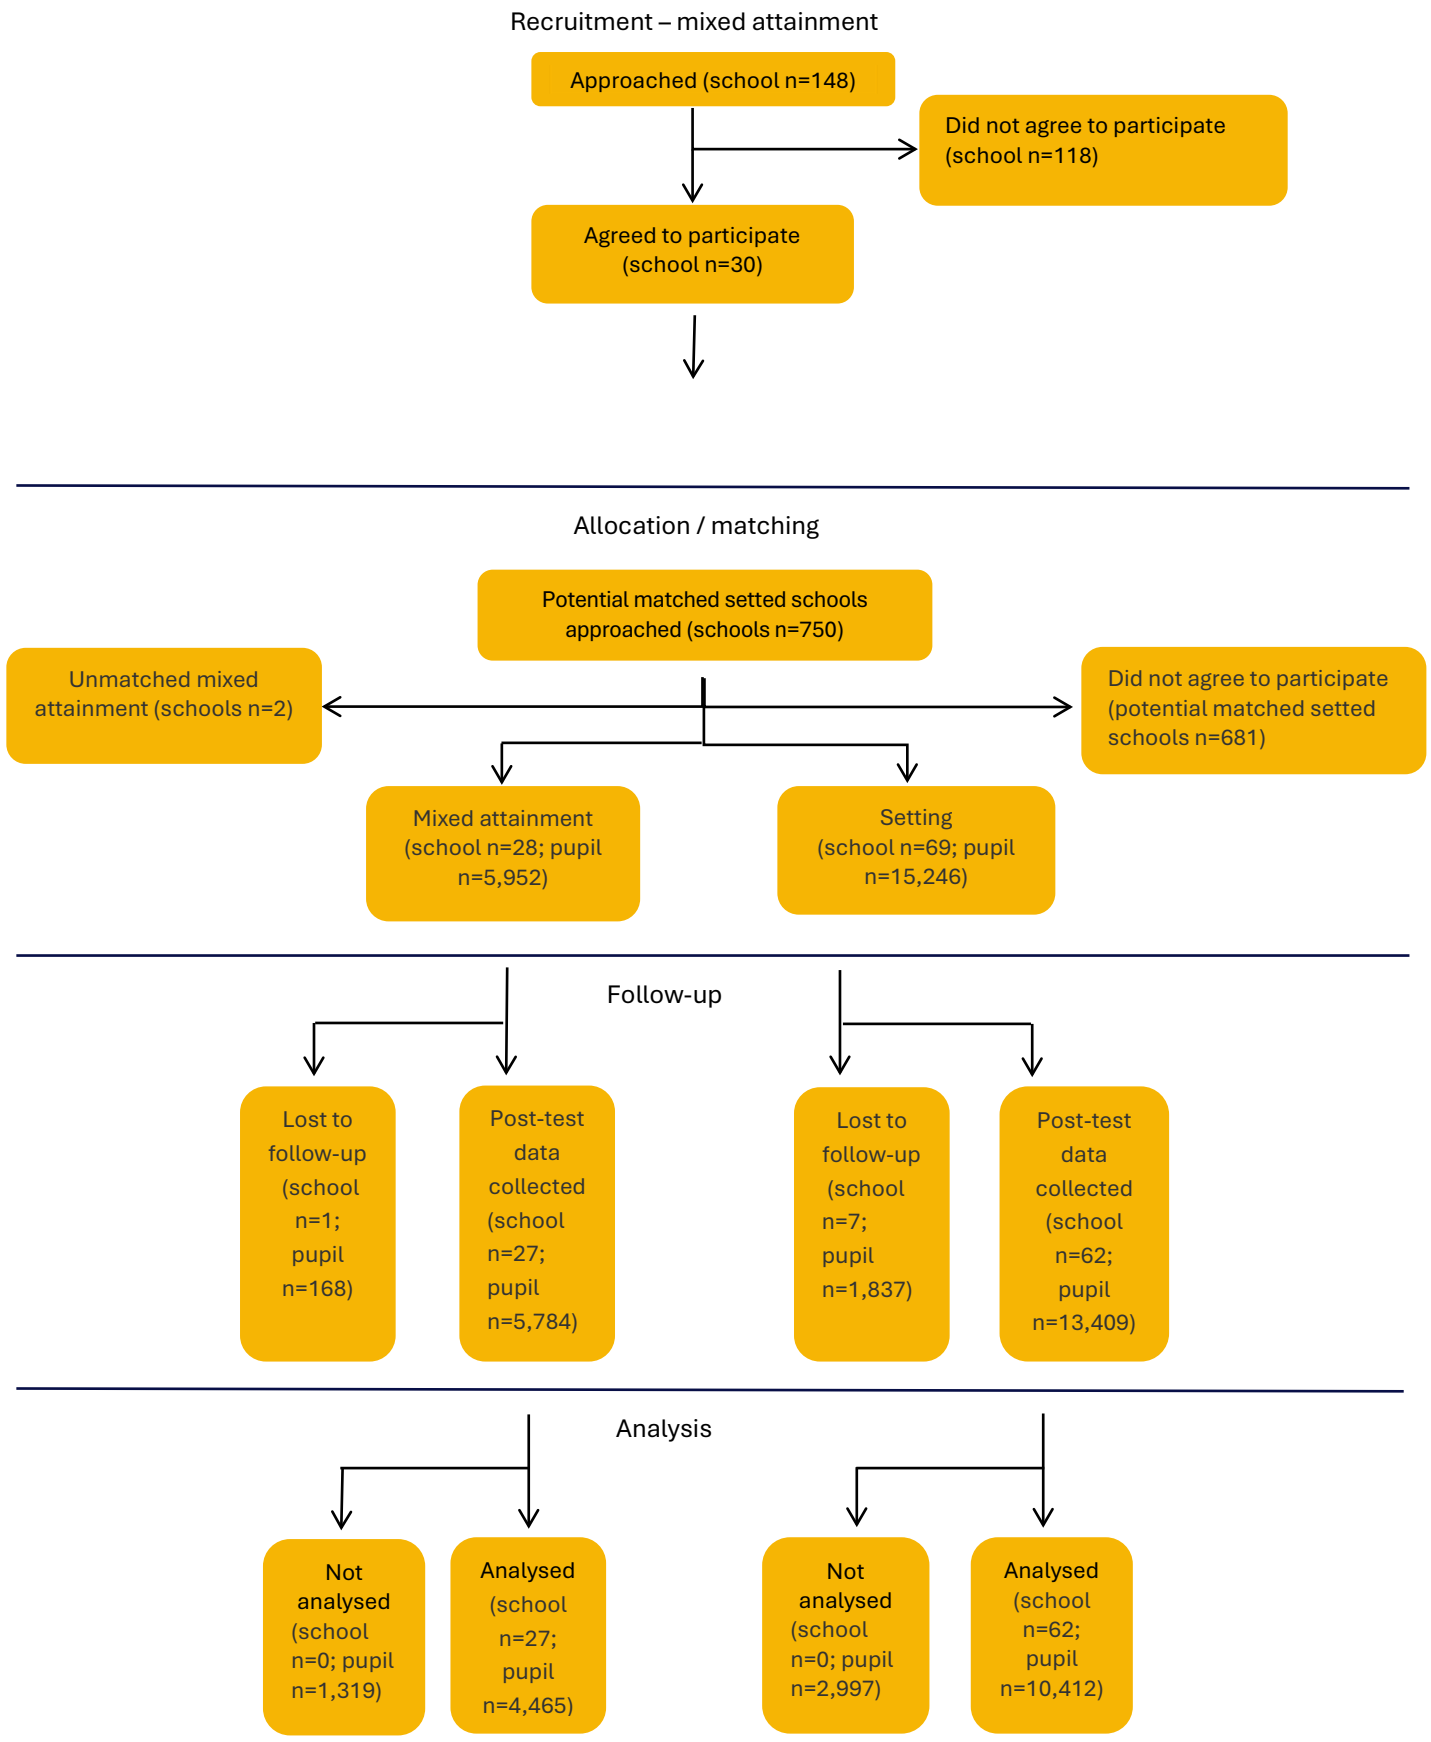 Recruitment – mixed attainment
Approached (school n=148)
Did not agree to participate
(school n=118)
Agreed to participate
(school n=30)
Allocation / matching
Potential matched setted schools
approached (schools n=750)
Unmatched mixed
attainment (schools n=2)
Did not agree to participate
(potential matched setted
schools n=681)
Mixed attainment
(school n=28; pupil
n=5,952)
Setting
(school n=69; pupil
n=15,246)
Follow-up
Lost to
follow-up
(school
n=1;
pupil
n=168)
Post-test
data
collected
(school
n=27;
pupil
n=5,784)
Lost to
follow-up
(school
n=7;
pupil
n=1,837)
Post-test
data
collected
(school
n=62;
pupil
n=13,409)
Analysis
Not
analysed
(school
n=0; pupil
n=1,319)
Analysed
(school
n=27;
pupil
n=4,465)
Not
analysed
(school
n=0; pupil
n=2,997)
Analysed
(school
n=62;
pupil
n=10,412)